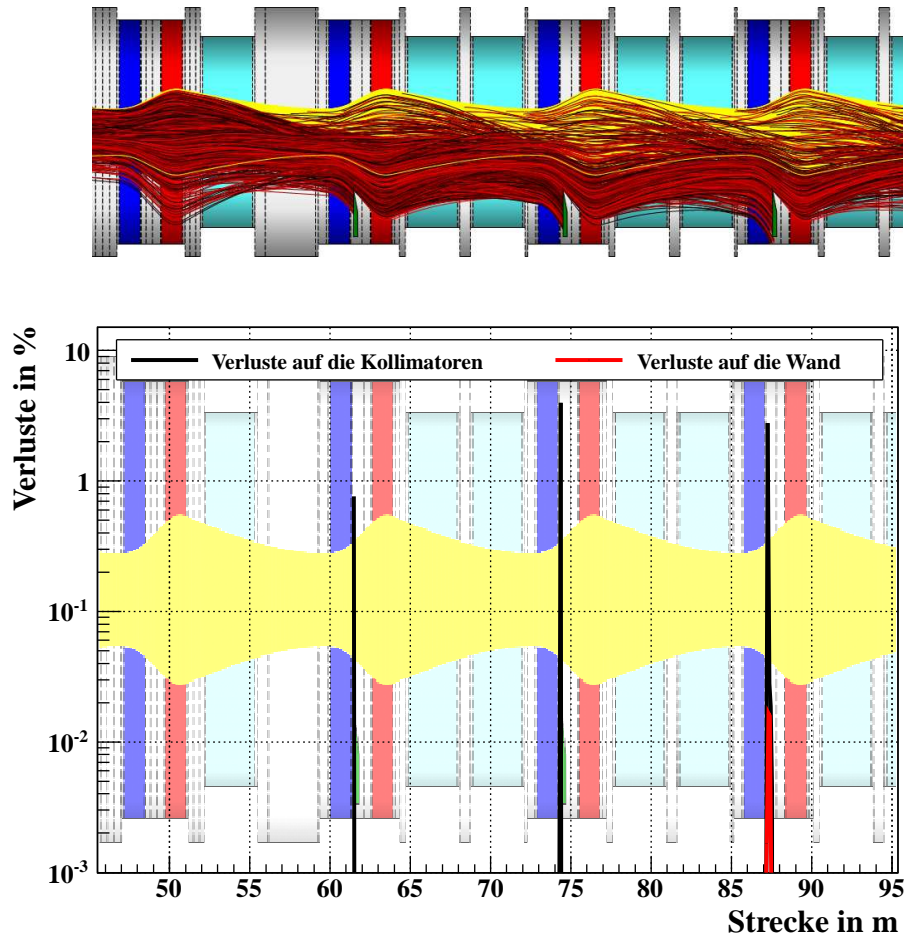 Verluste in %
Verluste auf die Kollimatoren
Verluste auf die Wand
10
1
10⁻¹
10⁻²
10⁻³
50 55 60 65 70 75 80 85 90 95
Strecke in m